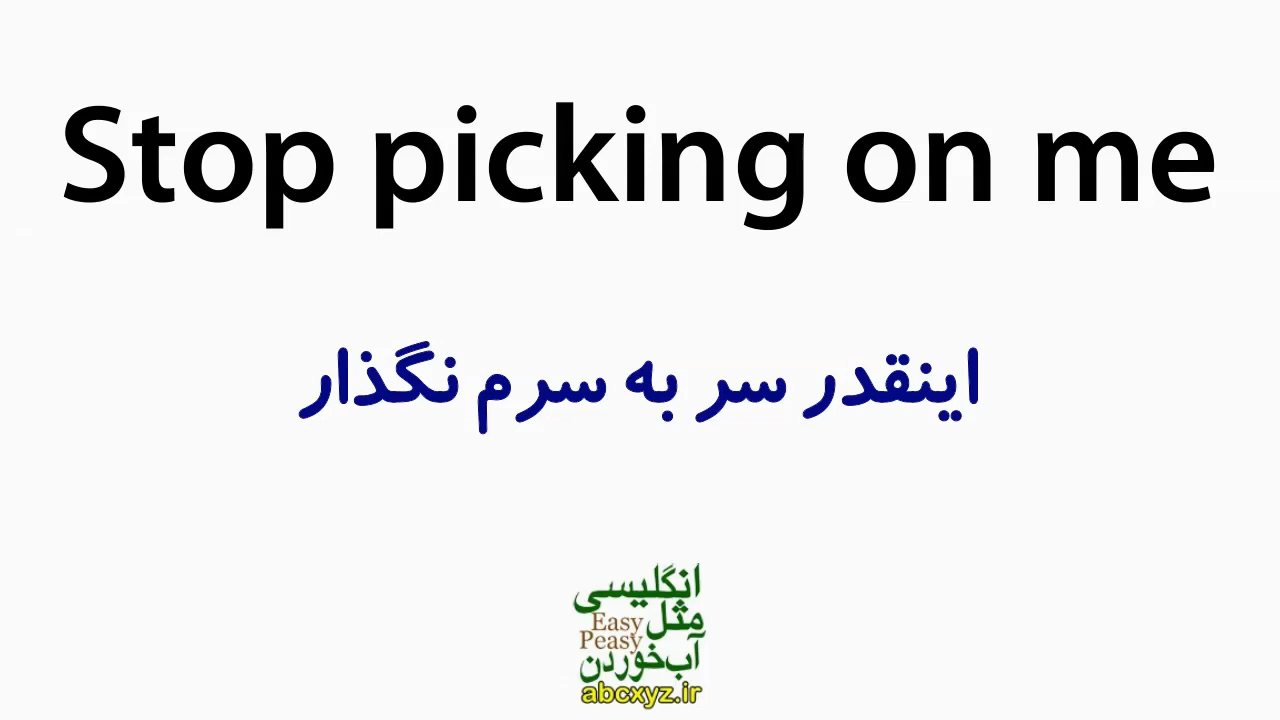 Stop picking on me
اینقدر سر به سرم نگذار
انگلیسی
مثل
Easy
Peasy
آب‌خوردن
abcxyz.ir